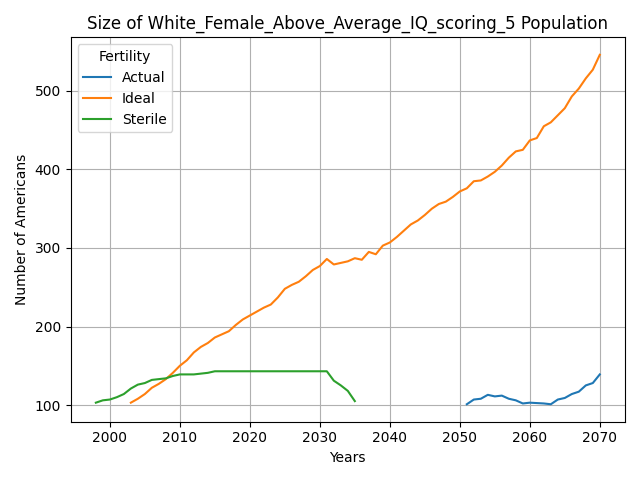 Size of White_Female_Above_Average_IQ_scoring_5 Population
Fertility
Actual
Ideal
Sterile
Number of Americans
500
400
300
200
100
2000 2010 2020 2030 2040 2050 2060 2070
Years